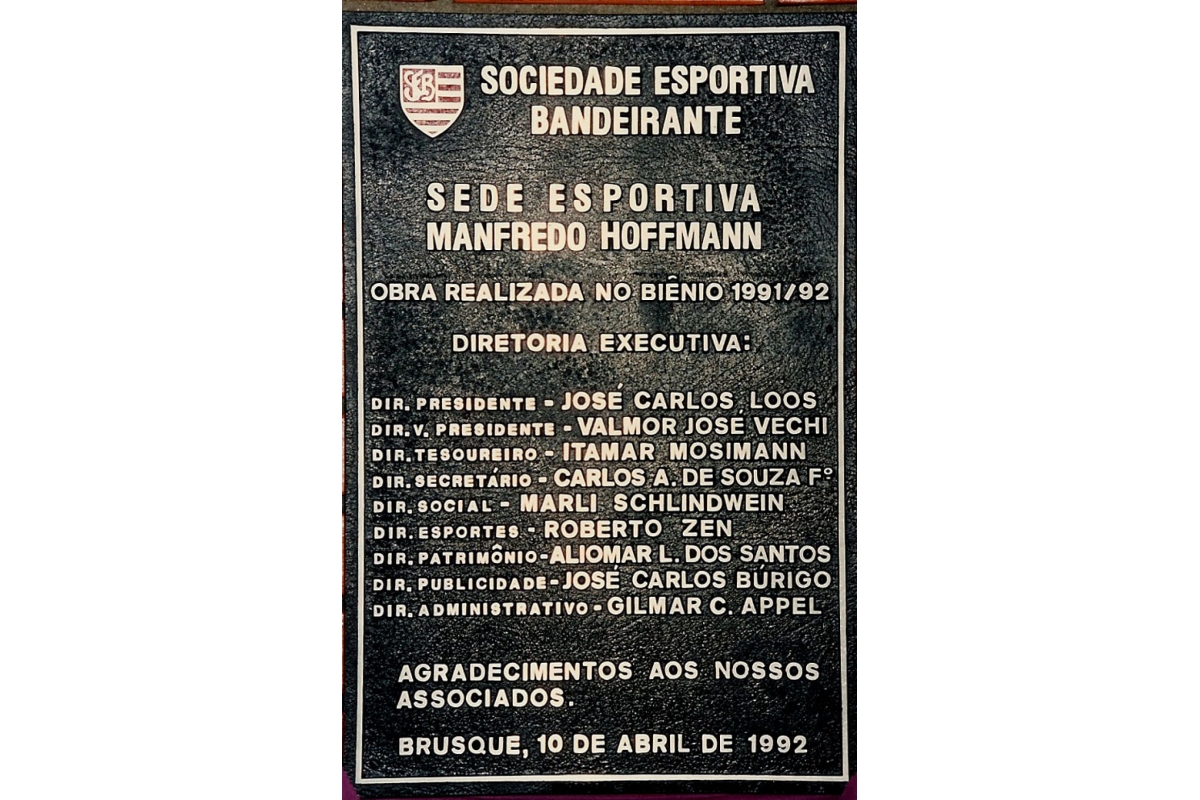 SEB
SOCIEDADE ESPORTIVA
BANDEIRANTE
SEDE ESPORTIVA
MANFREDO HOFFMANN
OBRA REALIZADA NO BIÊNIO 1991/92
DIRETORIA EXECUTIVA:
DIR. PRESIDENTE - JOSÉ CARLOS LOOS
DIR. V. PRESIDENTE - VALMOR JOSÉ VECHI
DIR. TESOUREIRO - ITAMAR MOSIMANN
DIR. SECRETÁRIO - CARLOS A. DE SOUZA Fº
DIR. SOCIAL - MARLI SCHLINDWEIN
DIR. ESPORTES - ROBERTO ZEN
DIR. PATRIMÔNIO - ALIOMAR L. DOS SANTOS
DIR. PUBLICIDADE - JOSÉ CARLOS BÚRIGO
DIR. ADMINISTRATIVO - GILMAR C. APPEL
AGRADECIMENTOS AOS NOSSOS
ASSOCIADOS.
BRUSQUE, 10 DE ABRIL DE 1992